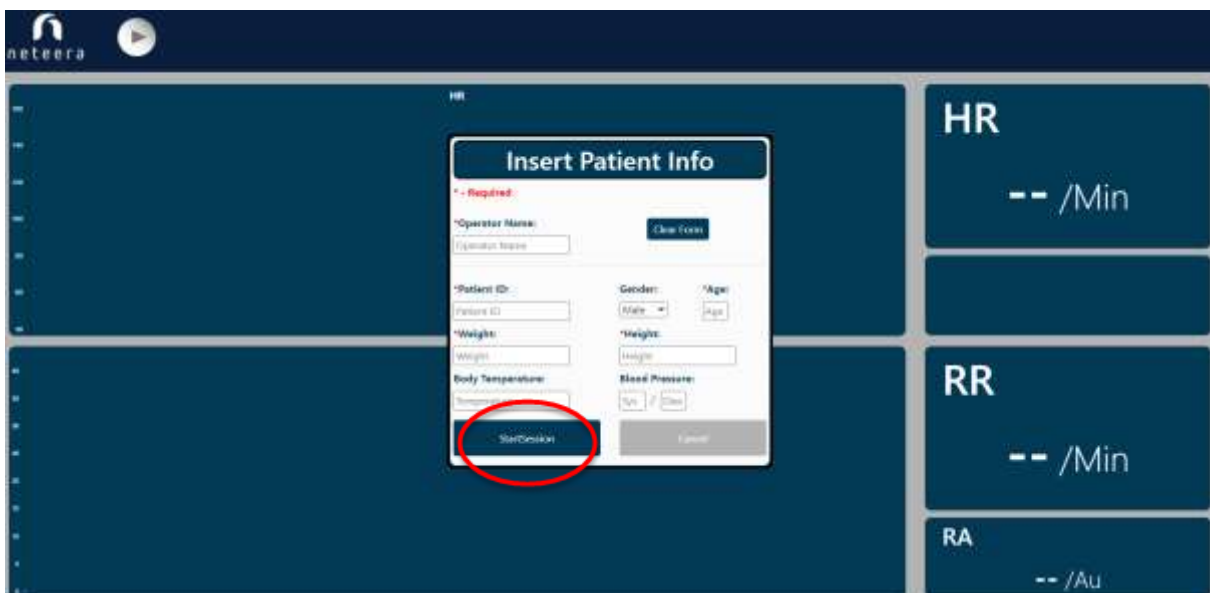 neteera
HR
HR
-- /Min
Insert Patient Info
* - Required
*Operator Name:
Clear Form
Operator Name
*Patient ID:
Gender:
*Age:
Patient ID
Male
Age
*Weight:
*Height:
Weight
Height
Body Temperature:
Blood Pressure:
Temperature
Sys / Dias
StartSession
Cancel
RR
-- /Min
RA
-- /Au